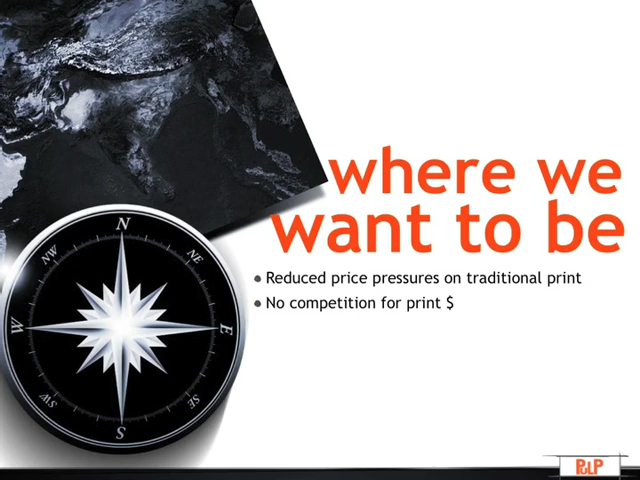 where we
want to be
• Reduced price pressures on traditional print
• No competition for print $
N
NW
NE
W
E
SW
SE
S
PULP